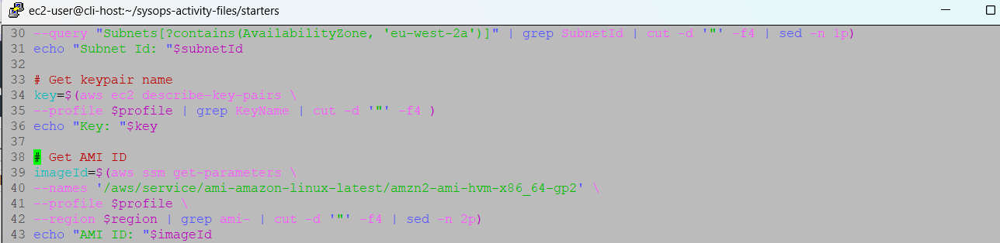 ec2-user@cli-host:~/sysops-activity-files/starters
30 --query "Subnets[?contains(AvailabilityZone, 'eu-west-2a')]" | grep SubnetId | cut -d '"' -f4 | sed -n 1p)
31 echo "Subnet Id: "$subnetId
32
33 # Get keypair name
34 key=$(aws ec2 describe-key-pairs \
35 --profile $profile | grep KeyName | cut -d '"' -f4 )
36 echo "Key: "$key
37
38 # Get AMI ID
39 imageId=$(aws ssm get-parameters \
40 --names '/aws/service/ami-amazon-linux-latest/amzn2-ami-hvm-x86_64-gp2' \
41 --profile $profile \
42 --region $region | grep ami- | cut -d '"' -f4 | sed -n 2p)
43 echo "AMI ID: "$imageId